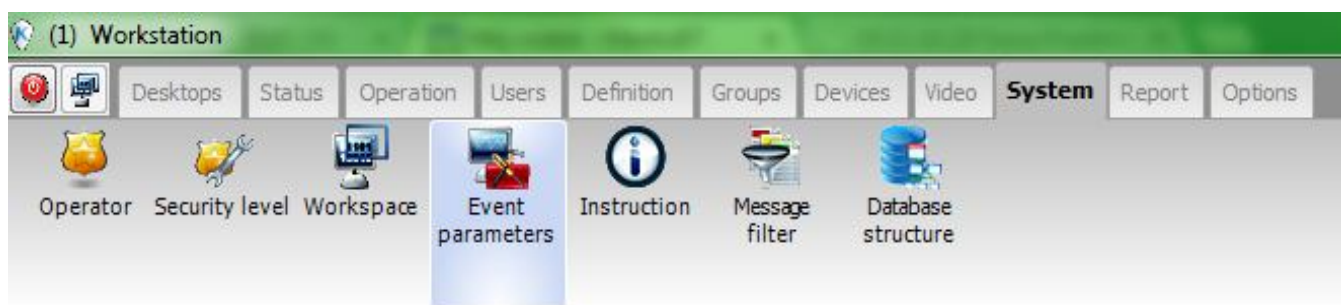 (1) Workstation
Desktops Status Operation Users Definition Groups Devices Video System Report Options
Operator Security level Workspace Event parameters Instruction Message filter Database structure